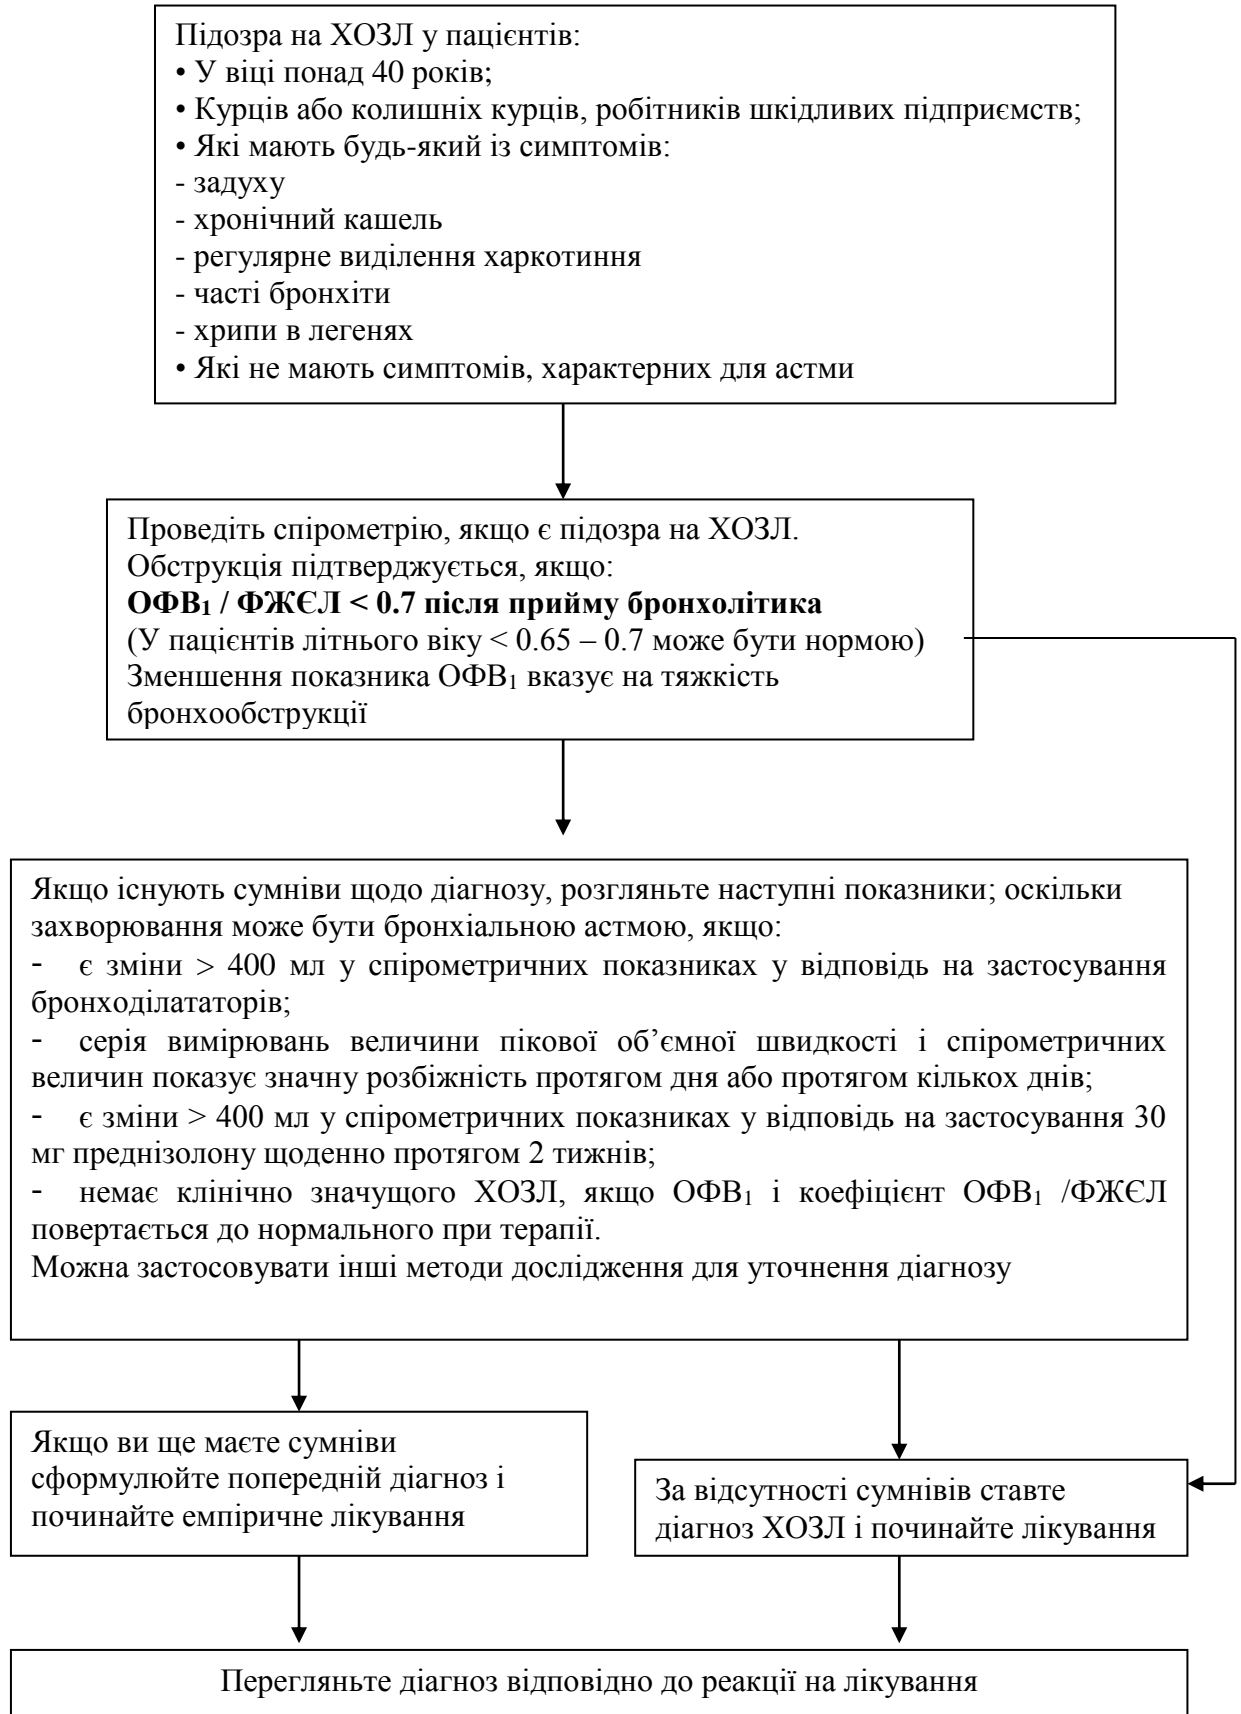 Підозра на ХОЗЛ у пацієнтів:
• У віці понад 40 років;
• Курців або колишніх курців, робітників шкідливих підприємств;
• Які мають будь-який із симптомів:
- задуху
- хронічний кашель
- регулярне виділення харкотиння
- часті бронхіти
- хрипи в легенях
• Які не мають симптомів, характерних для астми
Проведіть спірометрію, якщо є підозра на ХОЗЛ.
Обструкція підтверджується, якщо:
ОФВ₁ / ФЖЄЛ < 0.7 після прийму бронхолітика
(У пацієнтів літнього віку < 0.65 – 0.7 може бути нормою)
Зменшення показника ОФВ₁ вказує на тяжкість
бронхообструкції
Якщо існують сумніви щодо діагнозу, розгляньте наступні показники; оскільки
захворювання може бути бронхіальною астмою, якщо:
- є зміни > 400 мл у спірометричних показниках у відповідь на застосування
бронходілататорів;
- серія вимірювань величини пікової об’ємної швидкості і спірометричних
величин показує значну розбіжність протягом дня або протягом кількох днів;
- є зміни > 400 мл у спірометричних показниках у відповідь на застосування 30
мг преднізолону щоденно протягом 2 тижнів;
- немає клінічно значущого ХОЗЛ, якщо ОФВ₁ і коефіцієнт ОФВ₁ /ФЖЄЛ
повертається до нормального при терапії.
Можна застосовувати інші методи дослідження для уточнення діагнозу
Якщо ви ще маєте сумніви
сформулюйте попередній діагноз і
починайте емпіричне лікування
За відсутності сумнівів ставте
діагноз ХОЗЛ і починайте лікування
Перегляньте діагноз відповідно до реакції на лікування